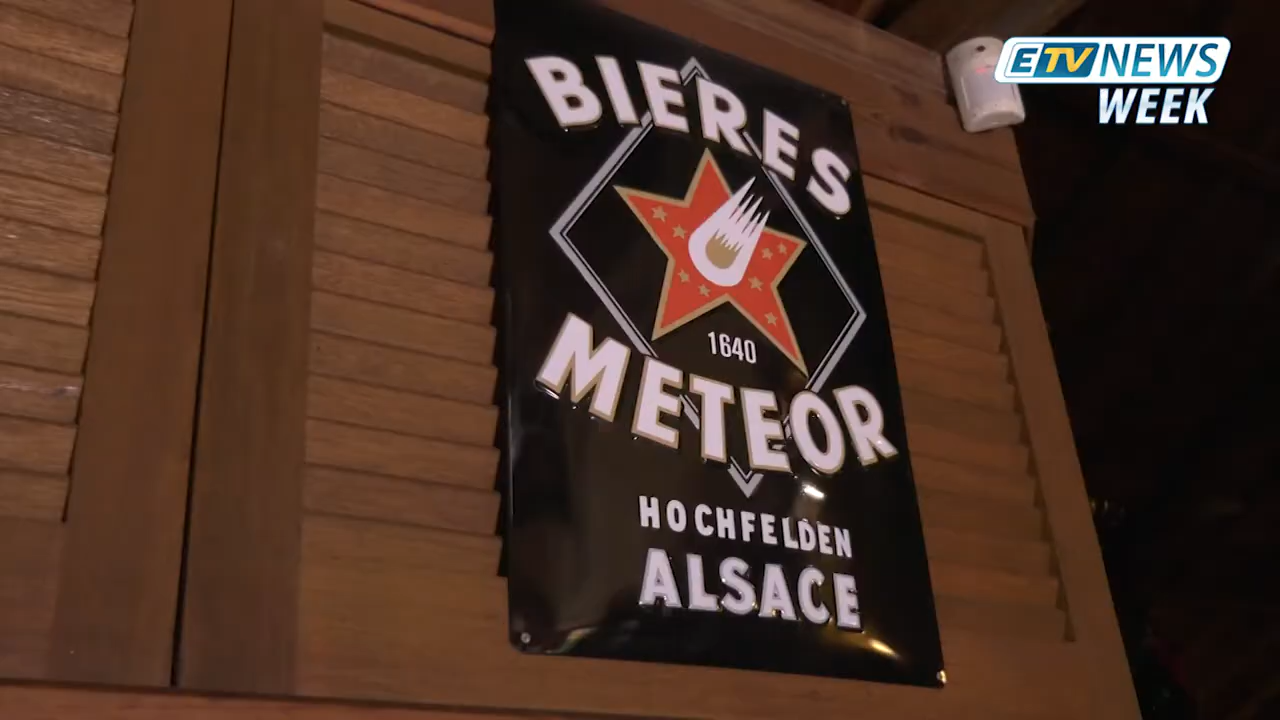 ETV NEWS
WEEK
BIERES
1640
METEOR
HOCHFELDEN
ALSACE